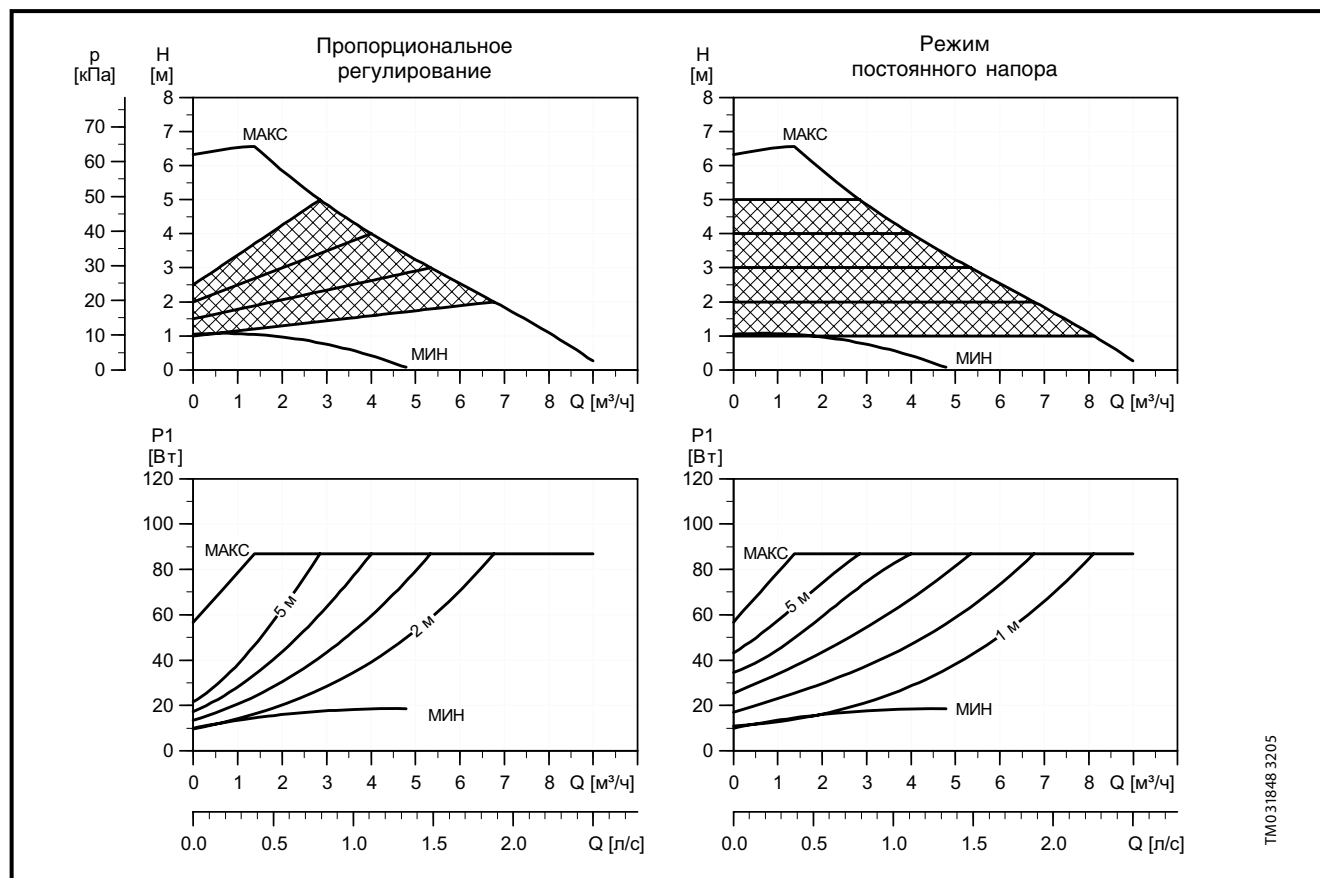 Пропорциональное
регулирование
p
[кПа]
H
[м]
70
60
50
40
30
20
10
0
8
7
6
5
4
3
2
1
0
МАКС
МИН
0 1 2 3 4 5 6 7 8 Q [м³/ч]
Режим
постоянного напора
H
[м]
8
7
6
5
4
3
2
1
0
МАКС
МИН
0 1 2 3 4 5 6 7 8 Q [м³/ч]
P1
[Вт]
120
100
80
60
40
20
0
МАКС
5 м
2 м
МИН
0 1 2 3 4 5 6 7 8 Q [м³/ч]
0.0 0.5 1.0 1.5 2.0 Q [л/с]
P1
[Вт]
120
100
80
60
40
20
0
МАКС
5 м
1 м
МИН
0 1 2 3 4 5 6 7 8 Q [м³/ч]
0.0 0.5 1.0 1.5 2.0 Q [л/с]
TM03 1848 3205